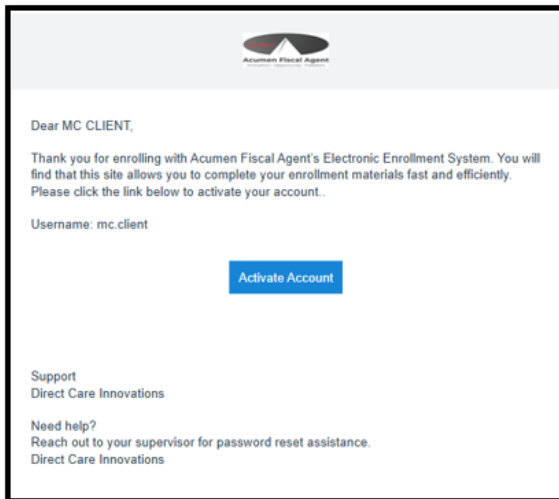 Acumen Fiscal Agent
Dear MC CLIENT,
Thank you for enrolling with Acumen Fiscal Agent's Electronic Enrollment System. You will
find that this site allows you to complete your enrollment materials fast and efficiently.
Please click the link below to activate your account..
Username: mc.client
Activate Account
Support
Direct Care Innovations
Need help?
Reach out to your supervisor for password reset assistance.
Direct Care Innovations